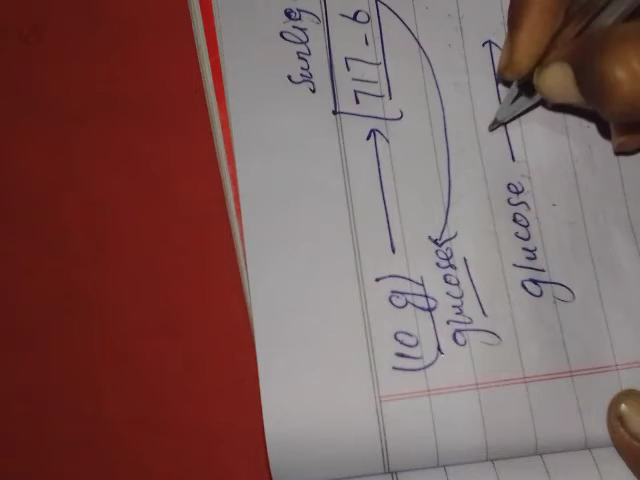 Sunlig
(10 g) → [717-6
glucose
glucose →